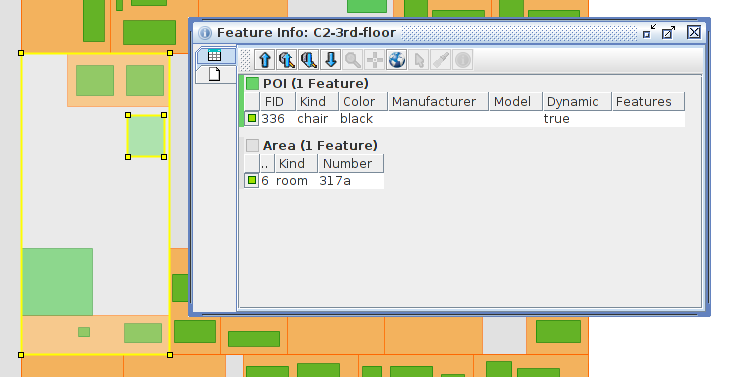 Feature Info: C2-3rd-floor
POI (1 Feature)
FID Kind Color Manufacturer Model Dynamic Features
336 chair black true
Area (1 Feature)
.. Kind Number
6 room 317a